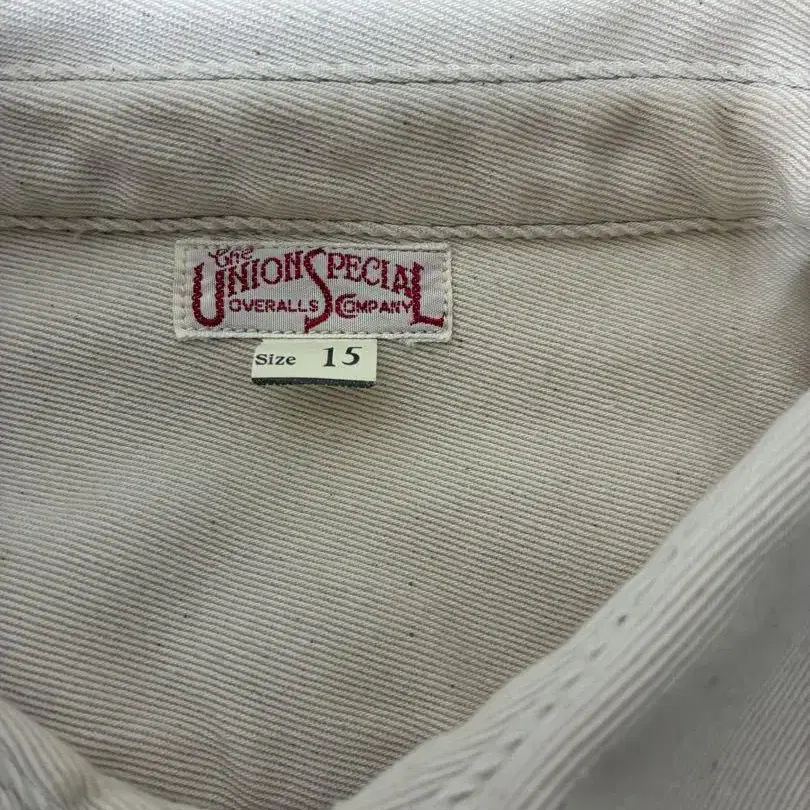 The
UNION SPECIAL
OVERALLS COMPANY
Size 15